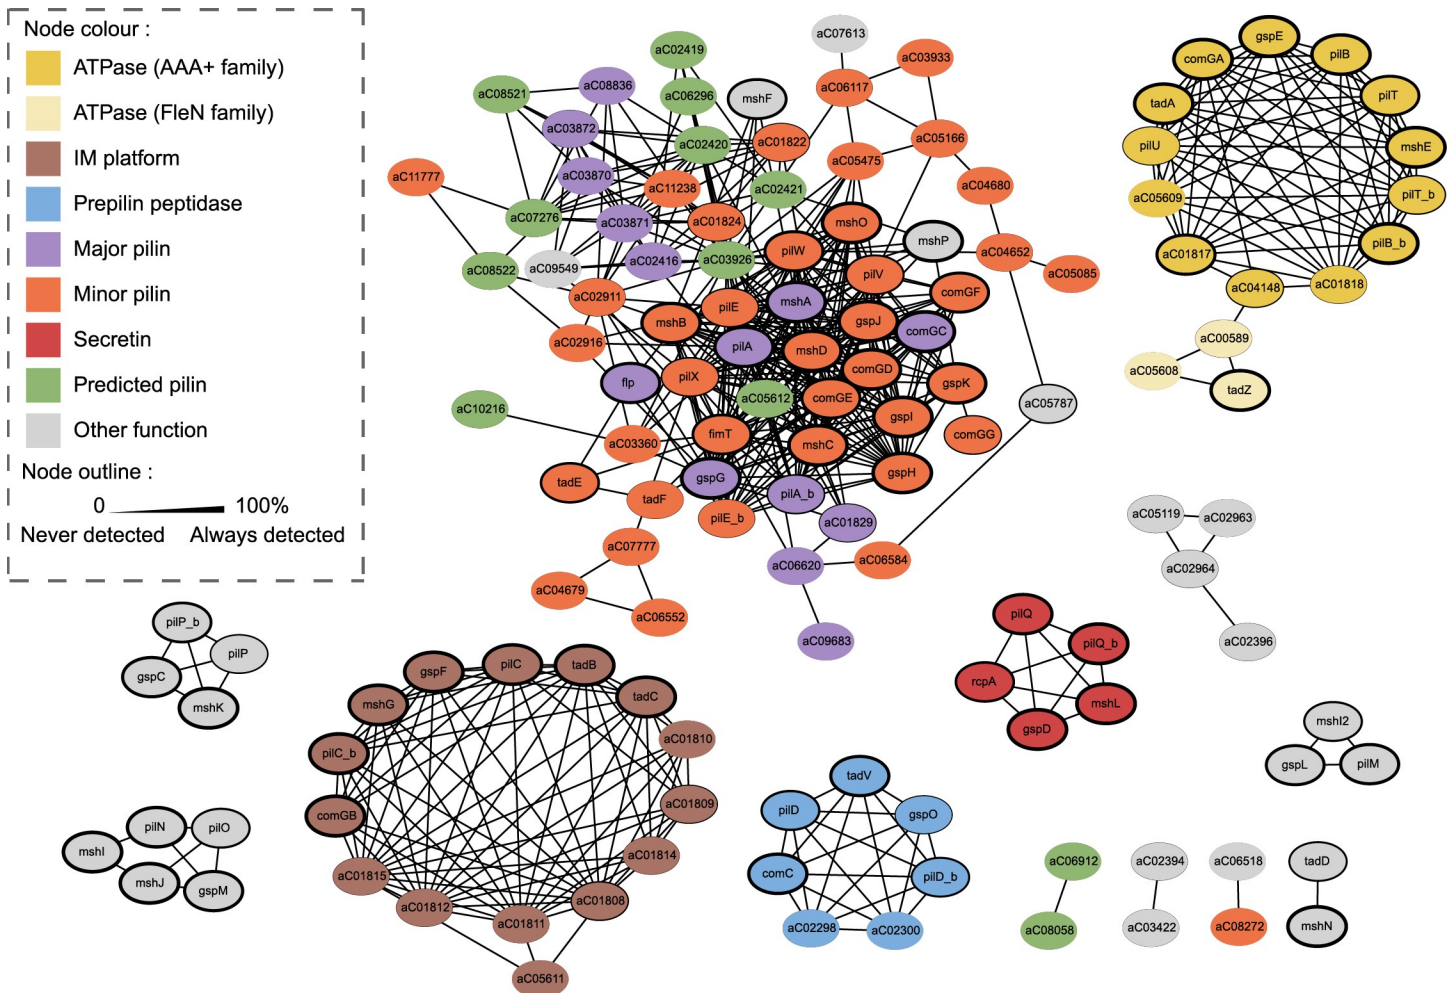 Node colour :
ATPase (AAA+ family)
ATPase (FleN family)
IM platform
Prepilin peptidase
Major pilin
Minor pilin
Secretin
Predicted pilin
Other function
Node outline :
0 100%
Never detected Always detected
aC07613
aC02419
aC03933
aC08521
aC08836
aC06296
mshF
aC06117
aC03872
aC02420
aC01822
aC05166
aC05475
aC11777
aC03870
aC11238
aC02421
aC04680
aC07276
aC03871
aC01824
mshO
mshP
aC08522
aC09549
aC02416
aC03926
pilW
pilV
aC04652
aC05085
aC02911
mshA
comGF
mshB
pilE
gspJ
comGC
aC02916
pilA
mshD
comGD
flp
pilX
aC05612
comGE
gspK
aC05787
aC10216
gspI
comGG
aC03360
fimT
mshC
gspH
tadE
gspG
tadF
pilA_b
pilE_b
aC01829
aC07777
aC06620
aC06584
aC04679
aC06552
aC09683
gspE
comGA
pilB
tadA
pilT
pilU
mshE
aC05609
pilT_b
aC01817
pilB_b
aC04148
aC01818
aC00589
aC05608
tadZ
aC05119
aC02963
aC02964
aC02396
pilP_b
pilP
gspC
mshK
pilN
pilO
mshI
mshJ
gspM
gspF
pilC
tadB
mshG
tadC
pilC_b
aC01810
comGB
aC01809
aC01815
aC01814
aC01812
aC01811
aC01808
aC05611
pilQ
pilQ_b
rcpA
mshL
gspD
tadV
pilD
gspO
comC
pilD_b
aC02298
aC02300
mshI2
gspL
pilM
aC06912
aC02394
aC06518
tadD
aC08058
aC03422
aC08272
mshN